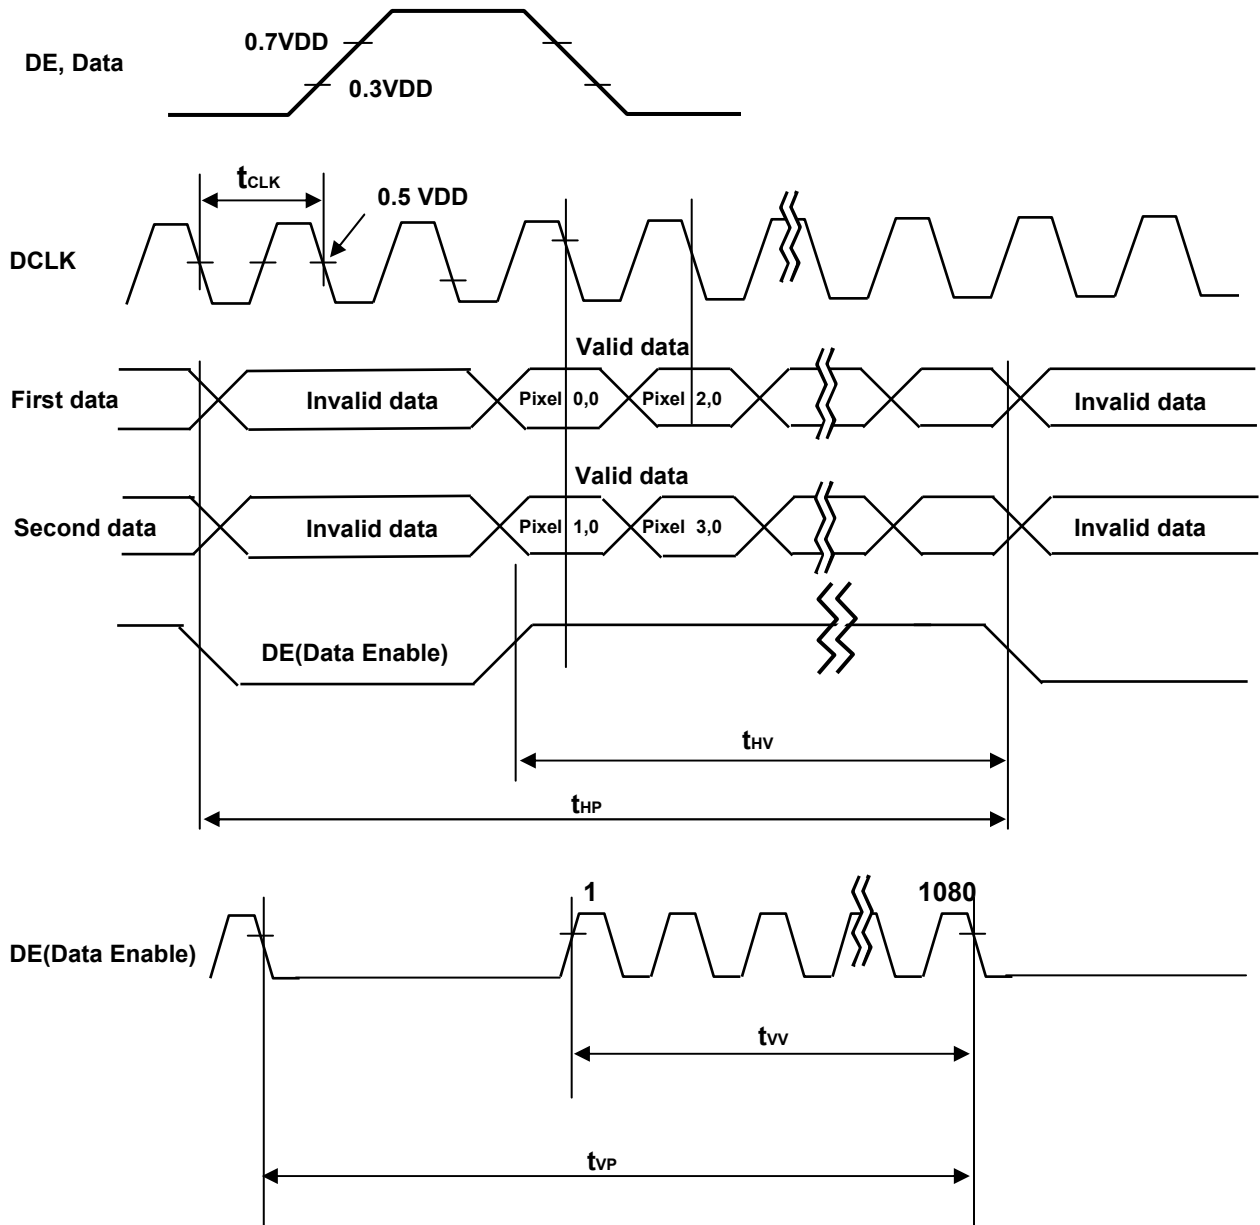 0.7VDD
DE, Data
0.3VDD
tCLK
0.5 VDD
DCLK
Valid data
First data
Invalid data
Pixel 0,0
Pixel 2,0
Invalid data
Valid data
Second data
Invalid data
Pixel 1,0
Pixel 3,0
Invalid data
DE(Data Enable)
tHV
tHP
1
1080
DE(Data Enable)
tVV
tVP